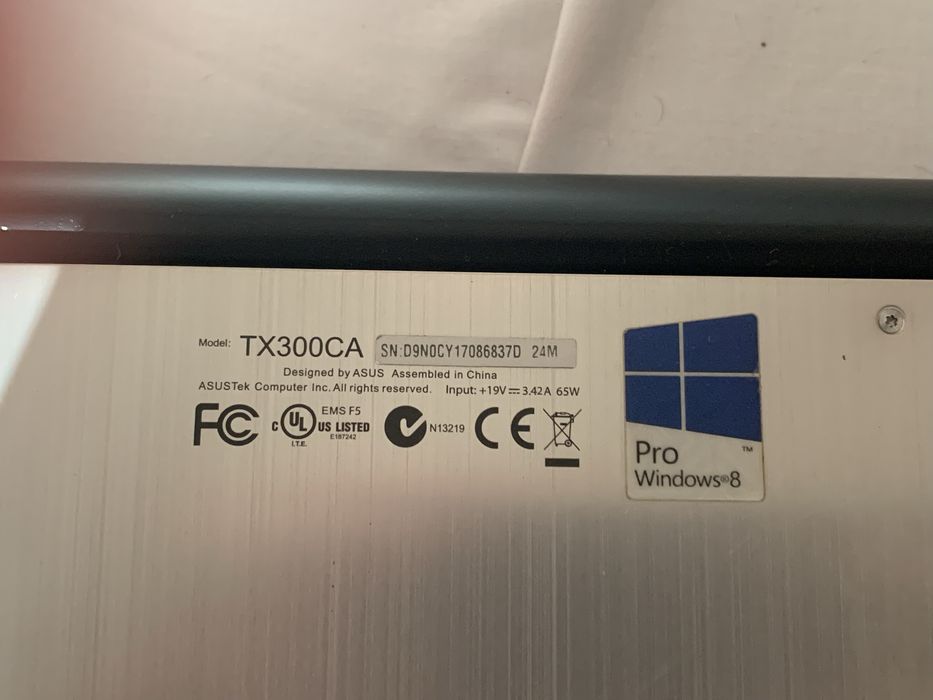 Model: TX300CA SN:D9N0CY17086837D 24M
Designed by ASUS Assembled in China
ASUSTek Computer Inc. All rights reserved. Input: +19V⎓3.42A 65W
FC
C UL US LISTED
EMS F5
I.T.E.
E187242
N13219
CE
Pro TM
Windows®8